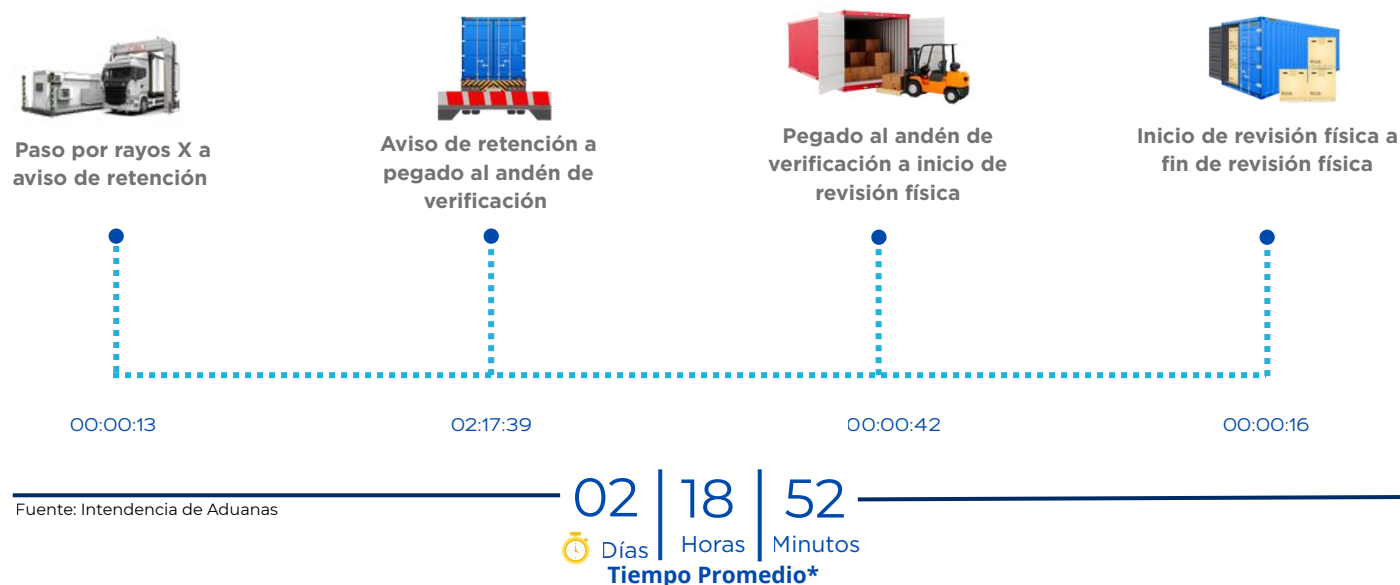 Paso por rayos X a
aviso de retención
Aviso de retención a
pegado al andén de
verificación
Pegado al andén de
verificación a inicio de
revisión física
Inicio de revisión física a
fin de revisión física
00:00:13
02:17:39
00:00:42
00:00:16
Fuente: Intendencia de Aduanas
02 18 52
Días Horas Minutos
Tiempo Promedio*